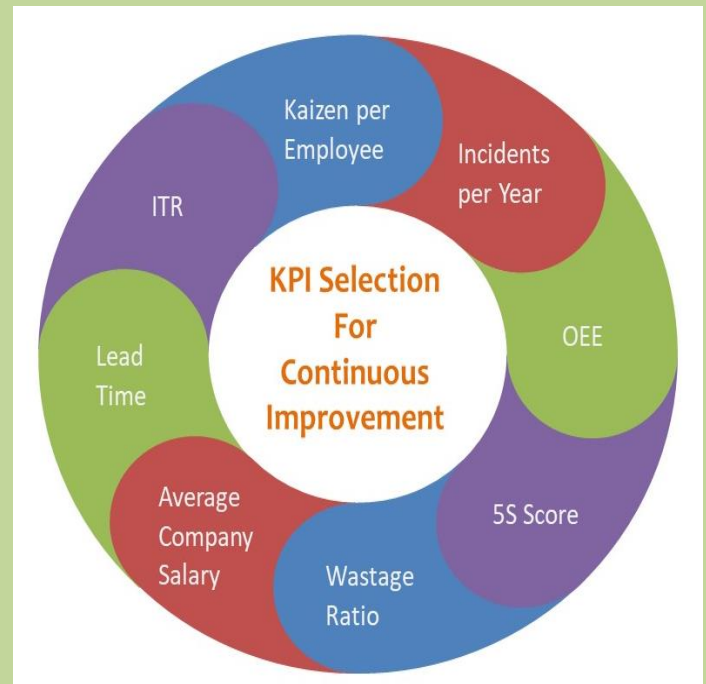 Kaizen per
Employee
Incidents
per Year
OEE
5S Score
Wastage
Ratio
Average
Company
Salary
Lead
Time
ITR
KPI Selection
For
Continuous
Improvement